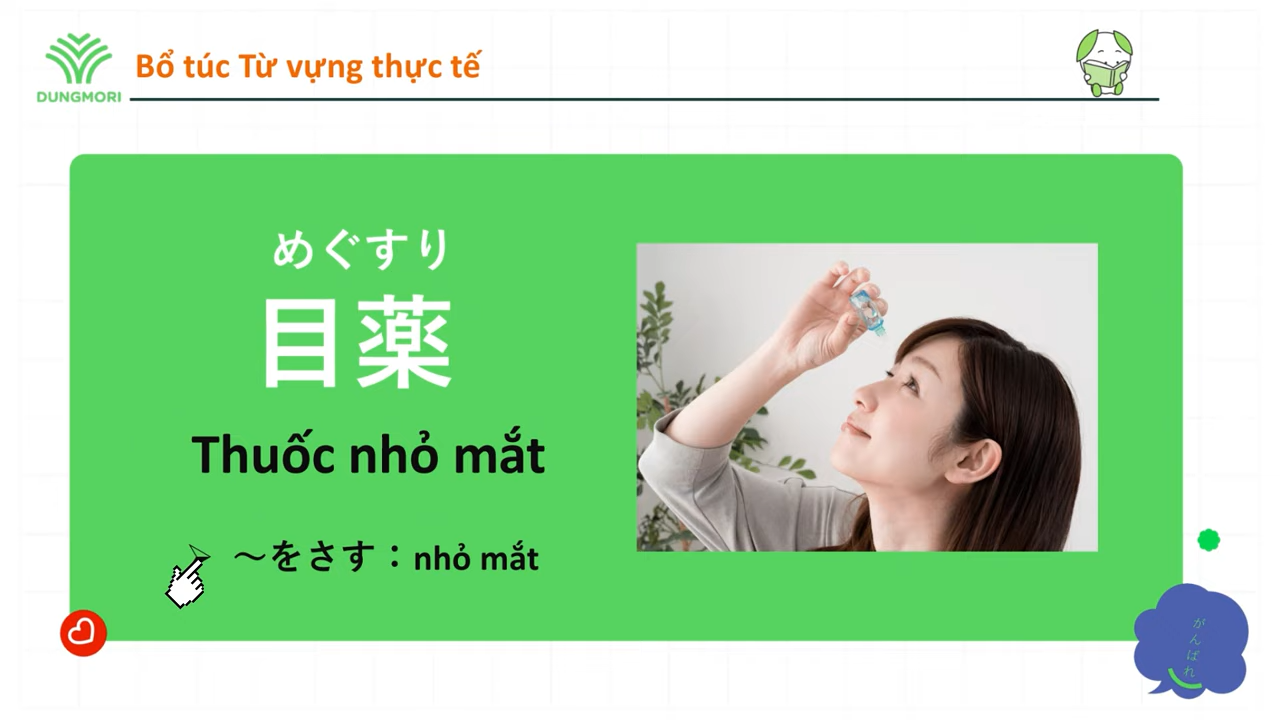 DUNGMORI
Bổ túc Từ vựng thực tế
めぐすり
目薬
Thuốc nhỏ mắt
～をさす：nhỏ mắt
がんばれ